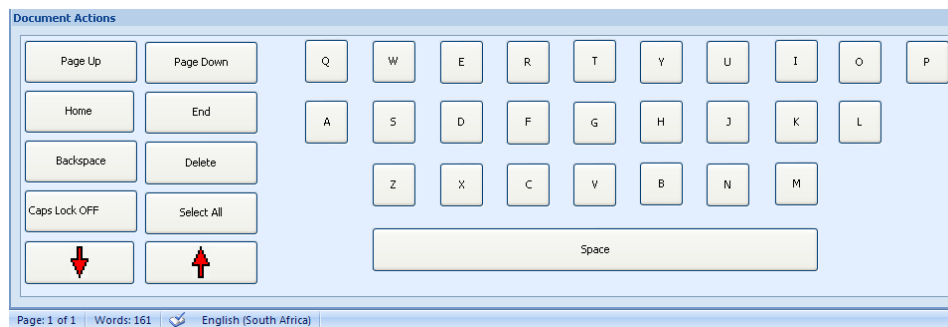 Document Actions
Page Up Page Down Q W E R T Y U I O P
Home End A S D F G H J K L
Backspace Delete Z X C V B N M
Caps Lock OFF Select All
Space
Page: 1 of 1 Words: 161 English (South Africa)